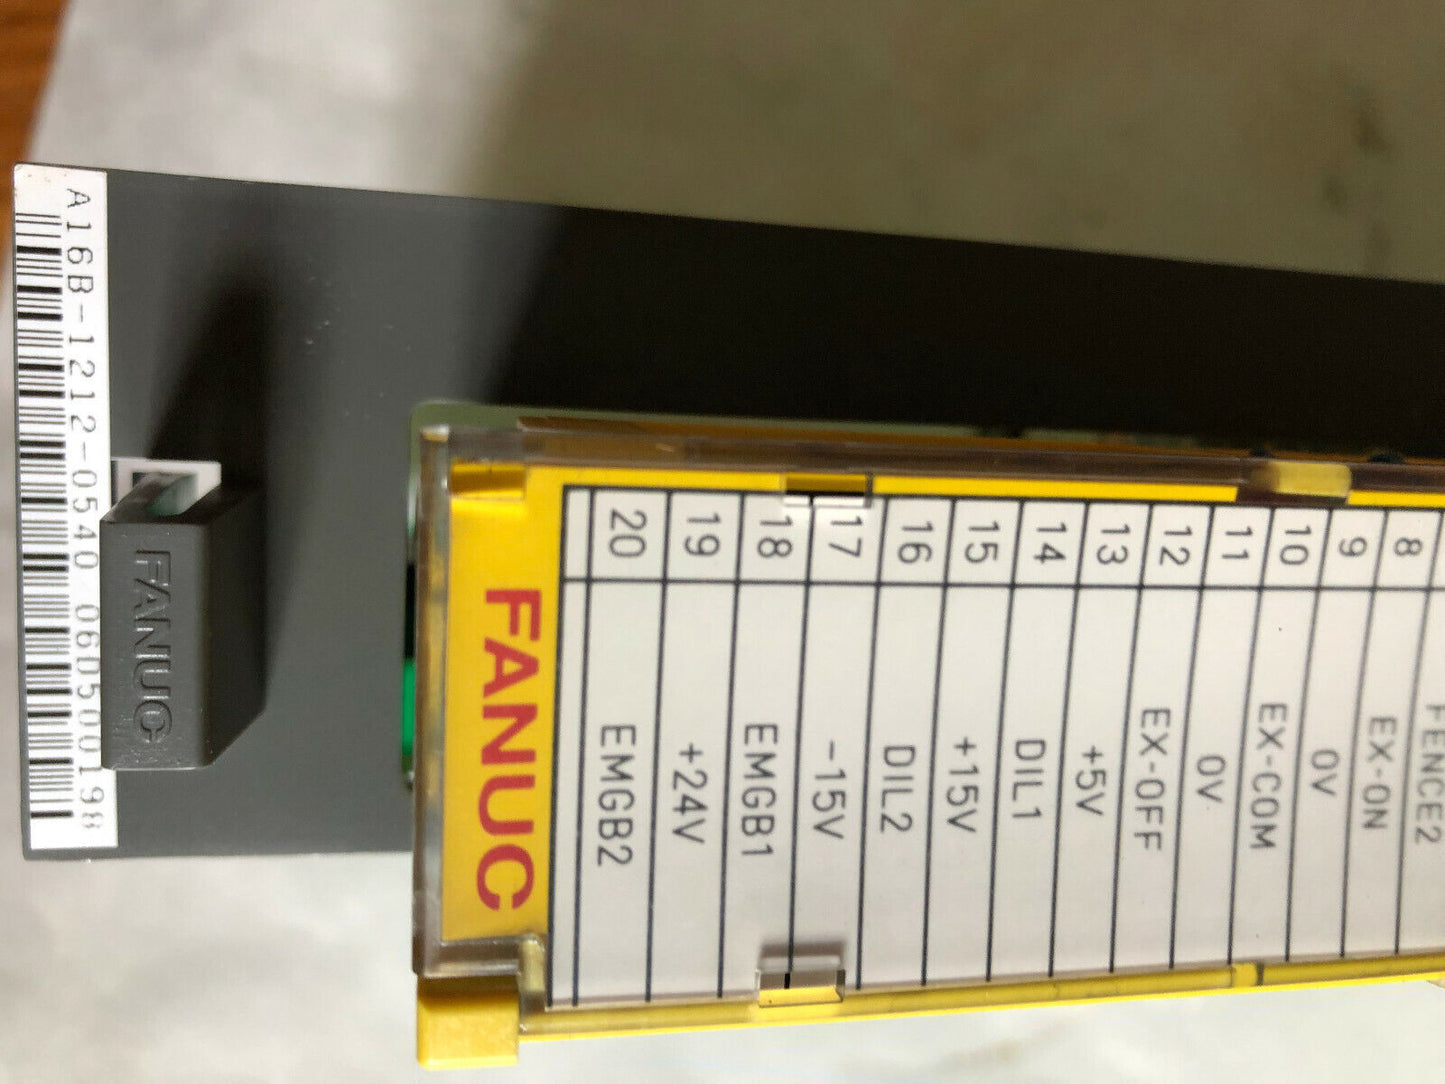 A16B-1212-0540 06D500198
FANUC
FANUC
8 FENCE2
9 EX-ON
10 0V
11 EX-COM
12 0V
13 EX-OFF
14 +5V
15 DIL1
16 +15V
17 DIL2
18 -15V
19 EMGB1
20 +24V
EMGB2